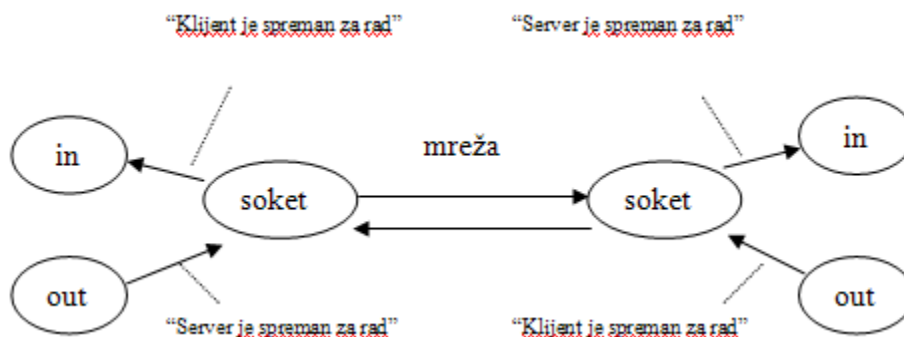 “Klijent je spreman za rad”
“Server je spreman za rad”
in
mreža
in
soket
soket
out
out
“Server je spreman za rad”
“Klijent je spreman za rad”